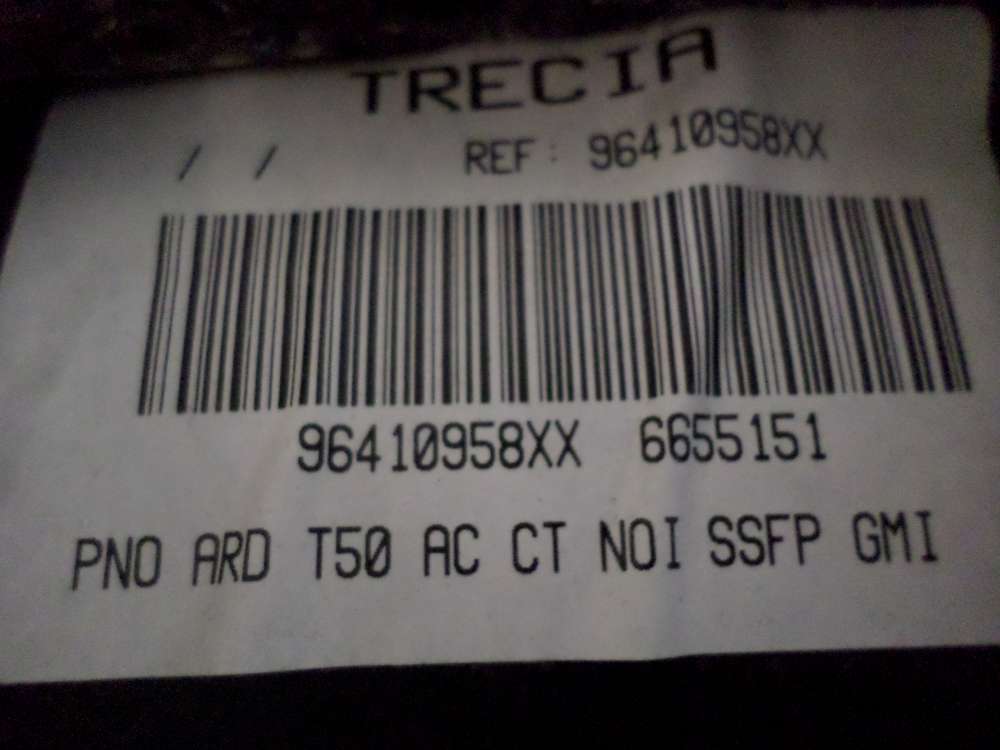 TRECIA
/ / REF: 96410958XX
96410958XX 6655151
PNO ARD T50 AC CT NOI SSFP GMI